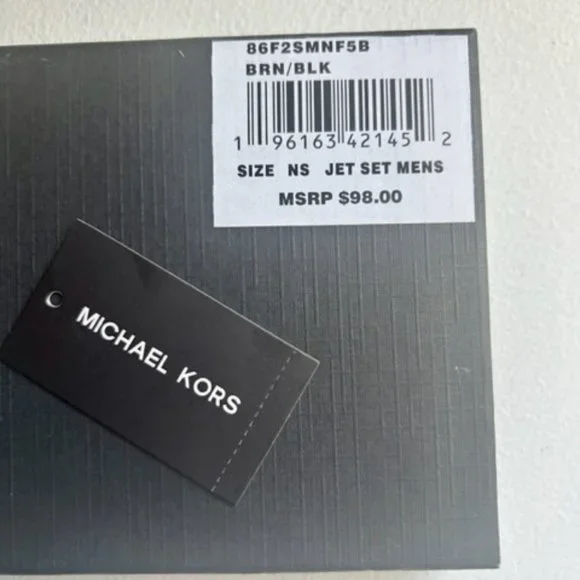 86F2SMNF5B
BRN/BLK
1 96163 42145 2
SIZE NS JET SET MENS
MSRP $98.00
MICHAEL KORS